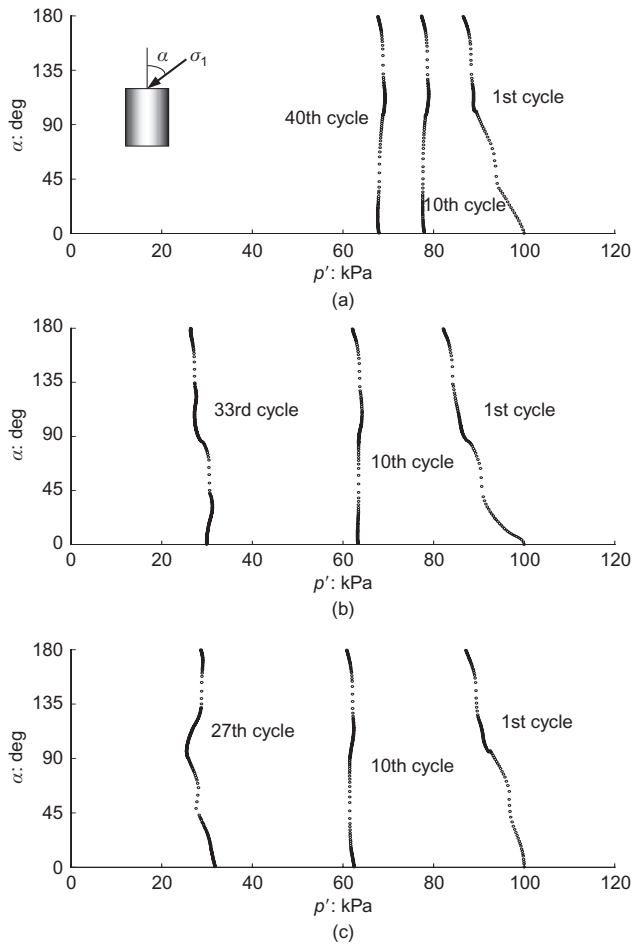 180
135
90
45
0
α: deg
α
σ1
40th cycle
1st cycle
10th cycle
0 20 40 60 80 100 120
p′: kPa
(a)
180
135
90
45
0
α: deg
33rd cycle
1st cycle
10th cycle
0 20 40 60 80 100 120
p′: kPa
(b)
180
135
90
45
0
α: deg
27th cycle
1st cycle
10th cycle
0 20 40 60 80 100 120
p′: kPa
(c)